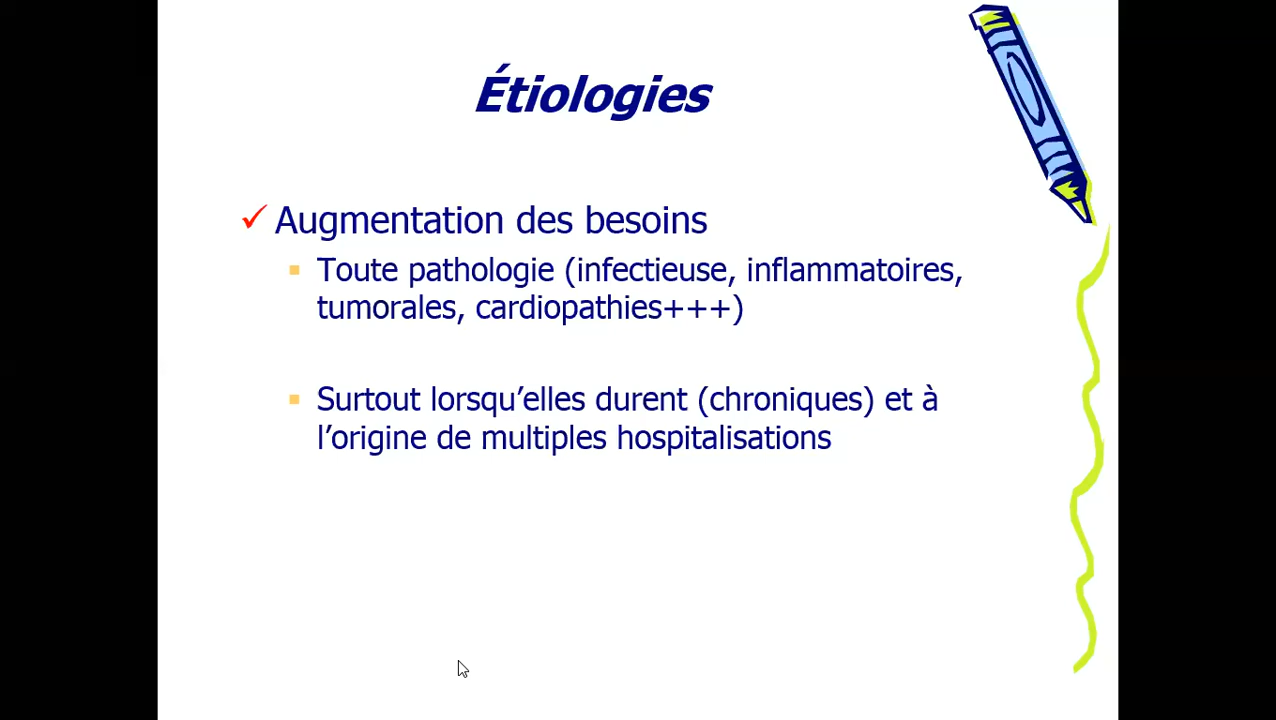 Étiologies
Augmentation des besoins
Toute pathologie (infectieuse, inflammatoires,
tumorales, cardiopathies+++)
Surtout lorsqu’elles durent (chroniques) et à
l’origine de multiples hospitalisations